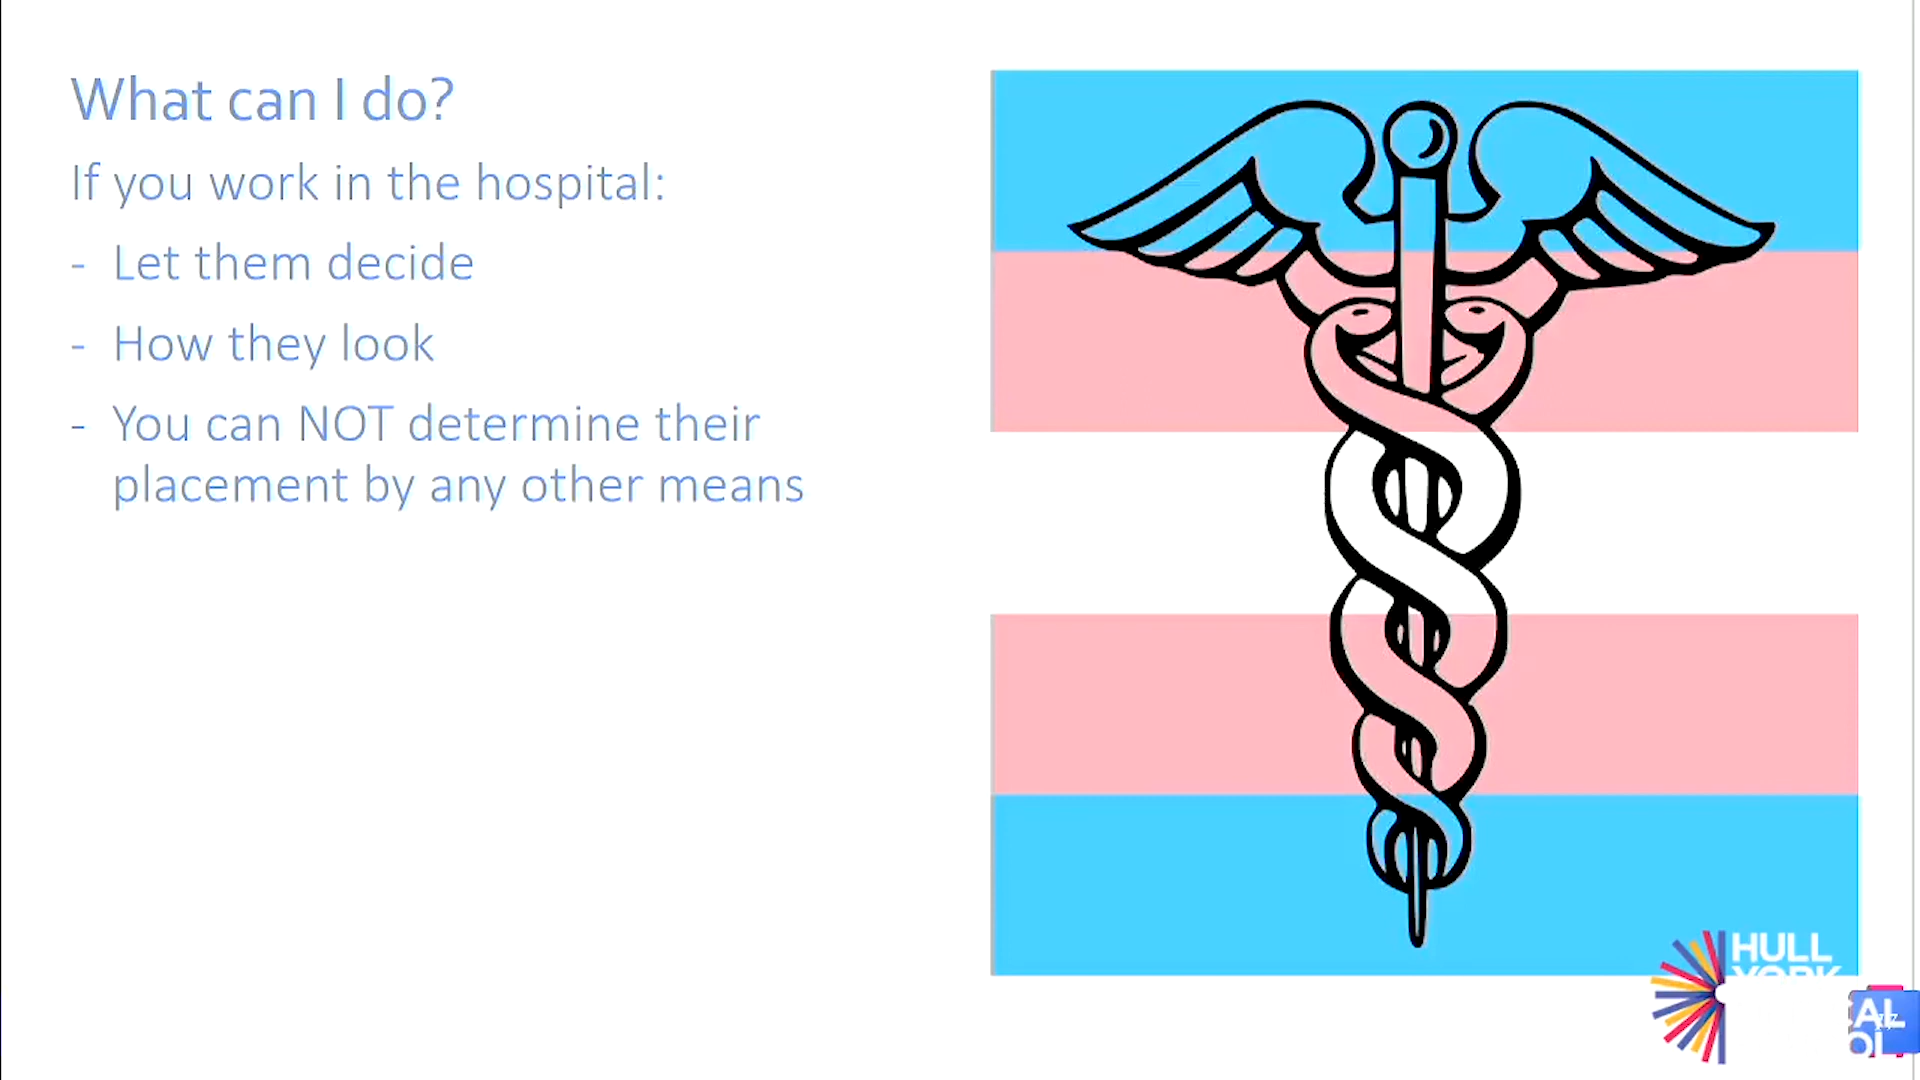 What can I do?
If you work in the hospital:
- Let them decide
- How they look
- You can NOT determine their
placement by any other means
HULL
YORK